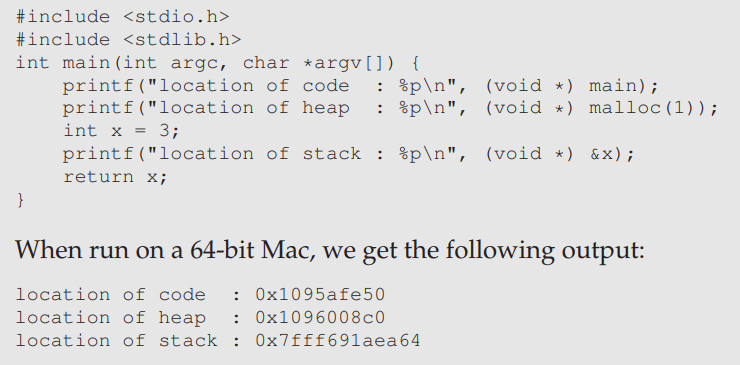 #include <stdio.h>
#include <stdlib.h>
int main(int argc, char *argv[]) {
    printf("location of code  : %p\n", (void *) main);
    printf("location of heap  : %p\n", (void *) malloc(1));
    int x = 3;
    printf("location of stack : %p\n", (void *) &x);
    return x;
}
When run on a 64-bit Mac, we get the following output:
location of code  : 0x1095afe50
location of heap  : 0x1096008c0
location of stack : 0x7fff691aea64